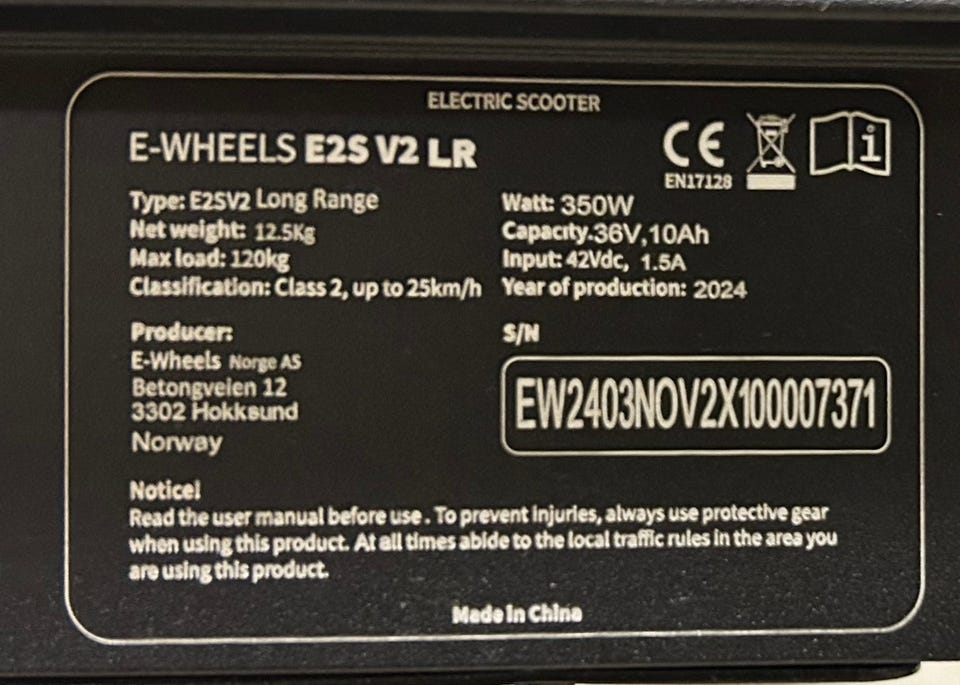 ELECTRIC SCOOTER
E-WHEELS E2S V2 LR
CE
EN17128
i
Type: E2SV2 Long Range
Net weight: 12.5Kg
Max load: 120kg
Classification: Class 2, up to 25km/h
Watt: 350W
Capacity.36V,10Ah
Input: 42Vdc, 1.5A
Year of production: 2024
Producer:
E-Wheels Norge AS
Betongveien 12
3302 Hokksund
Norway
S/N
EW2403NOV2X100007371
Notice!
Read the user manual before use. To prevent injuries, always use protective gear
when using this product. At all times abide to the local traffic rules in the area you
are using this product.
Made in China